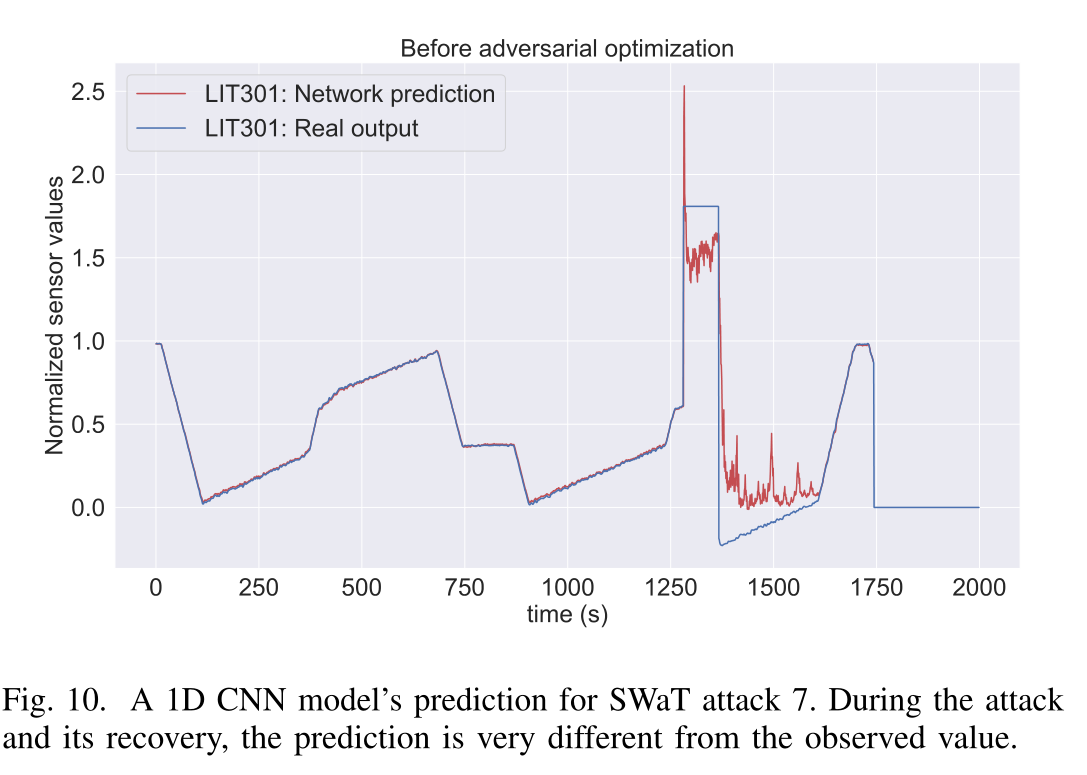 Before adversarial optimization
LIT301: Network prediction
LIT301: Real output
Normalized sensor values
2.5
2.0
1.5
1.0
0.5
0.0
0 250 500 750 1000 1250 1500 1750 2000
time (s)
Fig. 10. A 1D CNN model’s prediction for SWaT attack 7. During the attack
and its recovery, the prediction is very different from the observed value.